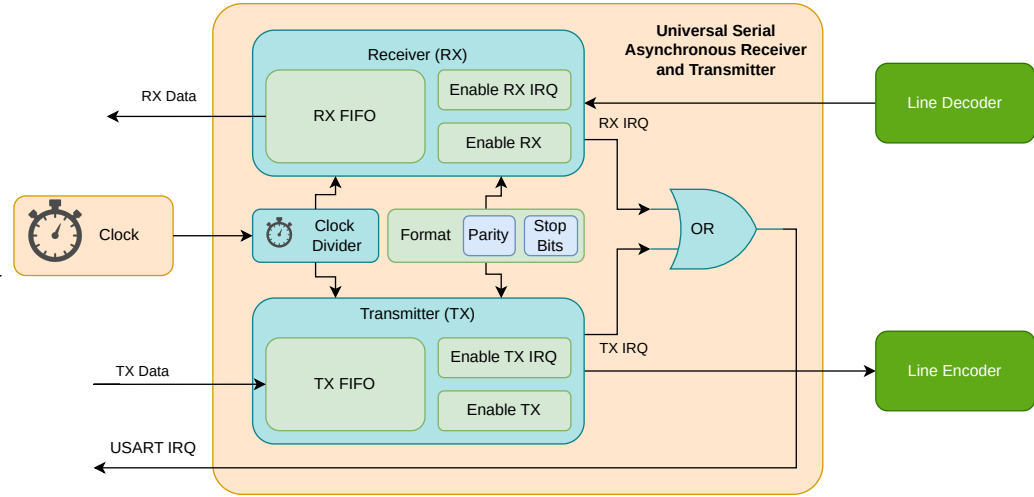 Universal Serial
Asynchronous Receiver
and Transmitter
Receiver (RX)
RX FIFO
Enable RX IRQ
Enable RX
RX Data
RX IRQ
Line Decoder
Clock
Clock
Divider
Format
Parity
Stop
Bits
OR
Transmitter (TX)
TX FIFO
Enable TX IRQ
Enable TX
TX IRQ
TX Data
Line Encoder
USART IRQ